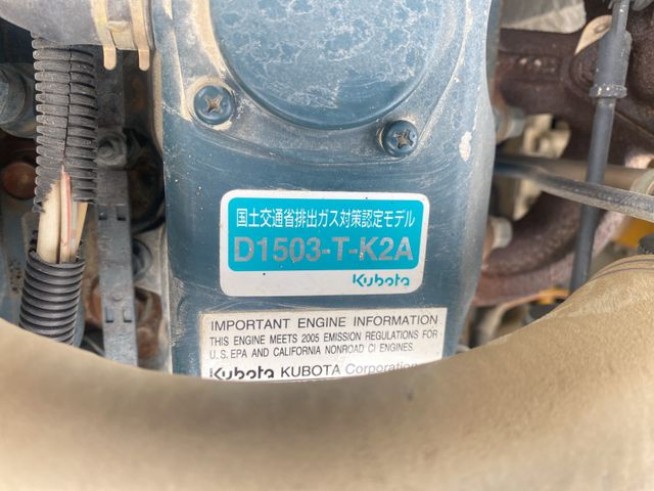 国土交通省排出ガス対策認定モデル
D1503-T-K2A
Kubota
IMPORTANT ENGINE INFORMATION
THIS ENGINE MEETS 2005 EMISSION REGULATIONS FOR
U.S. EPA AND CALIFORNIA NONROAD CI ENGINES.
Kubota KUBOTA Corporation